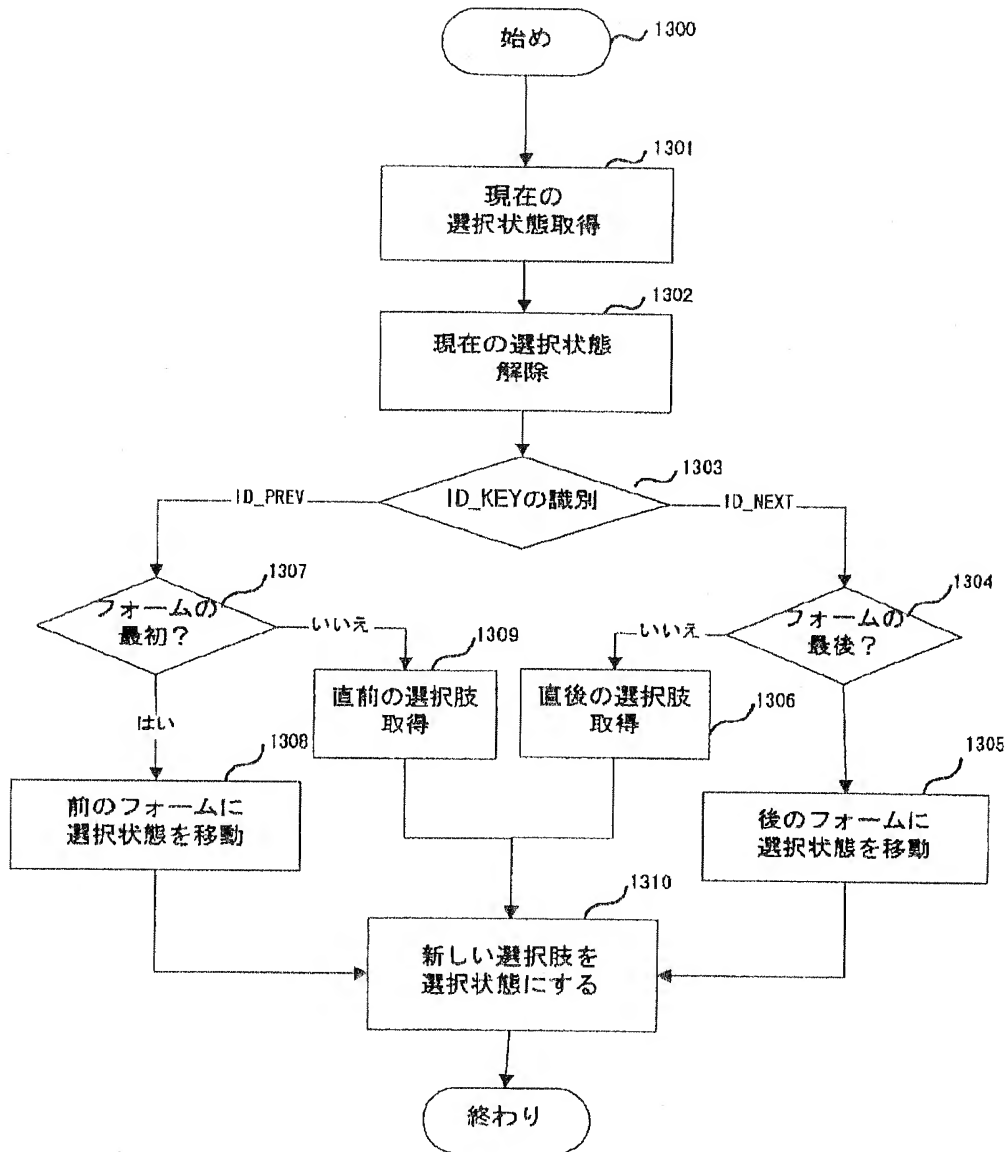 始め
1300
1301
現在の
選択状態取得
1302
現在の選択状態
解除
1303
ID_KEYの識別
ID_PREV
ID_NEXT
1307
フォームの
最初？
いいえ
はい
1304
フォームの
最後？
いいえ
1309
直前の選択肢
取得
直後の選択肢
取得
1306
1308
前のフォームに
選択状態を移動
1305
後のフォームに
選択状態を移動
1310
新しい選択肢を
選択状態にする
終わり